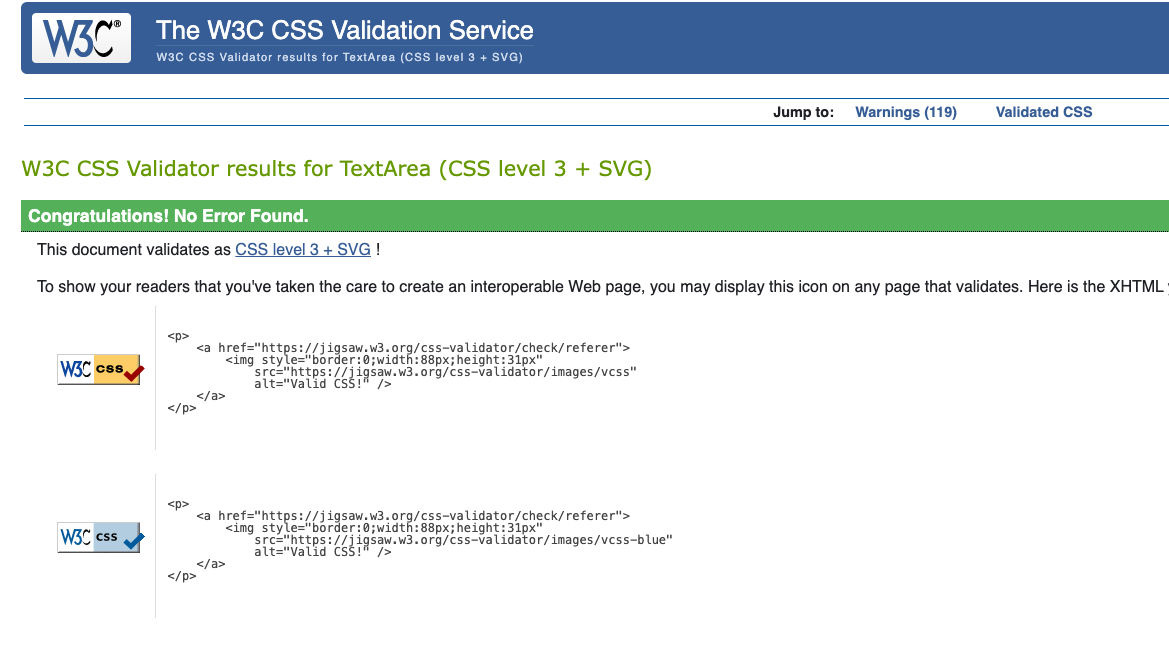 W3C®
The W3C CSS Validation Service
W3C CSS Validator results for TextArea (CSS level 3 + SVG)
Jump to: Warnings (119) Validated CSS
W3C CSS Validator results for TextArea (CSS level 3 + SVG)
Congratulations! No Error Found.
This document validates as CSS level 3 + SVG !
To show your readers that you've taken the care to create an interoperable Web page, you may display this icon on any page that validates. Here is the XHTML
W3C css
<p>
    <a href="https://jigsaw.w3.org/css-validator/check/referer">
        <img style="border:0;width:88px;height:31px"
            src="https://jigsaw.w3.org/css-validator/images/vcss"
            alt="Valid CSS!" />
    </a>
</p>
W3C css
<p>
    <a href="https://jigsaw.w3.org/css-validator/check/referer">
        <img style="border:0;width:88px;height:31px"
            src="https://jigsaw.w3.org/css-validator/images/vcss-blue"
            alt="Valid CSS!" />
    </a>
</p>